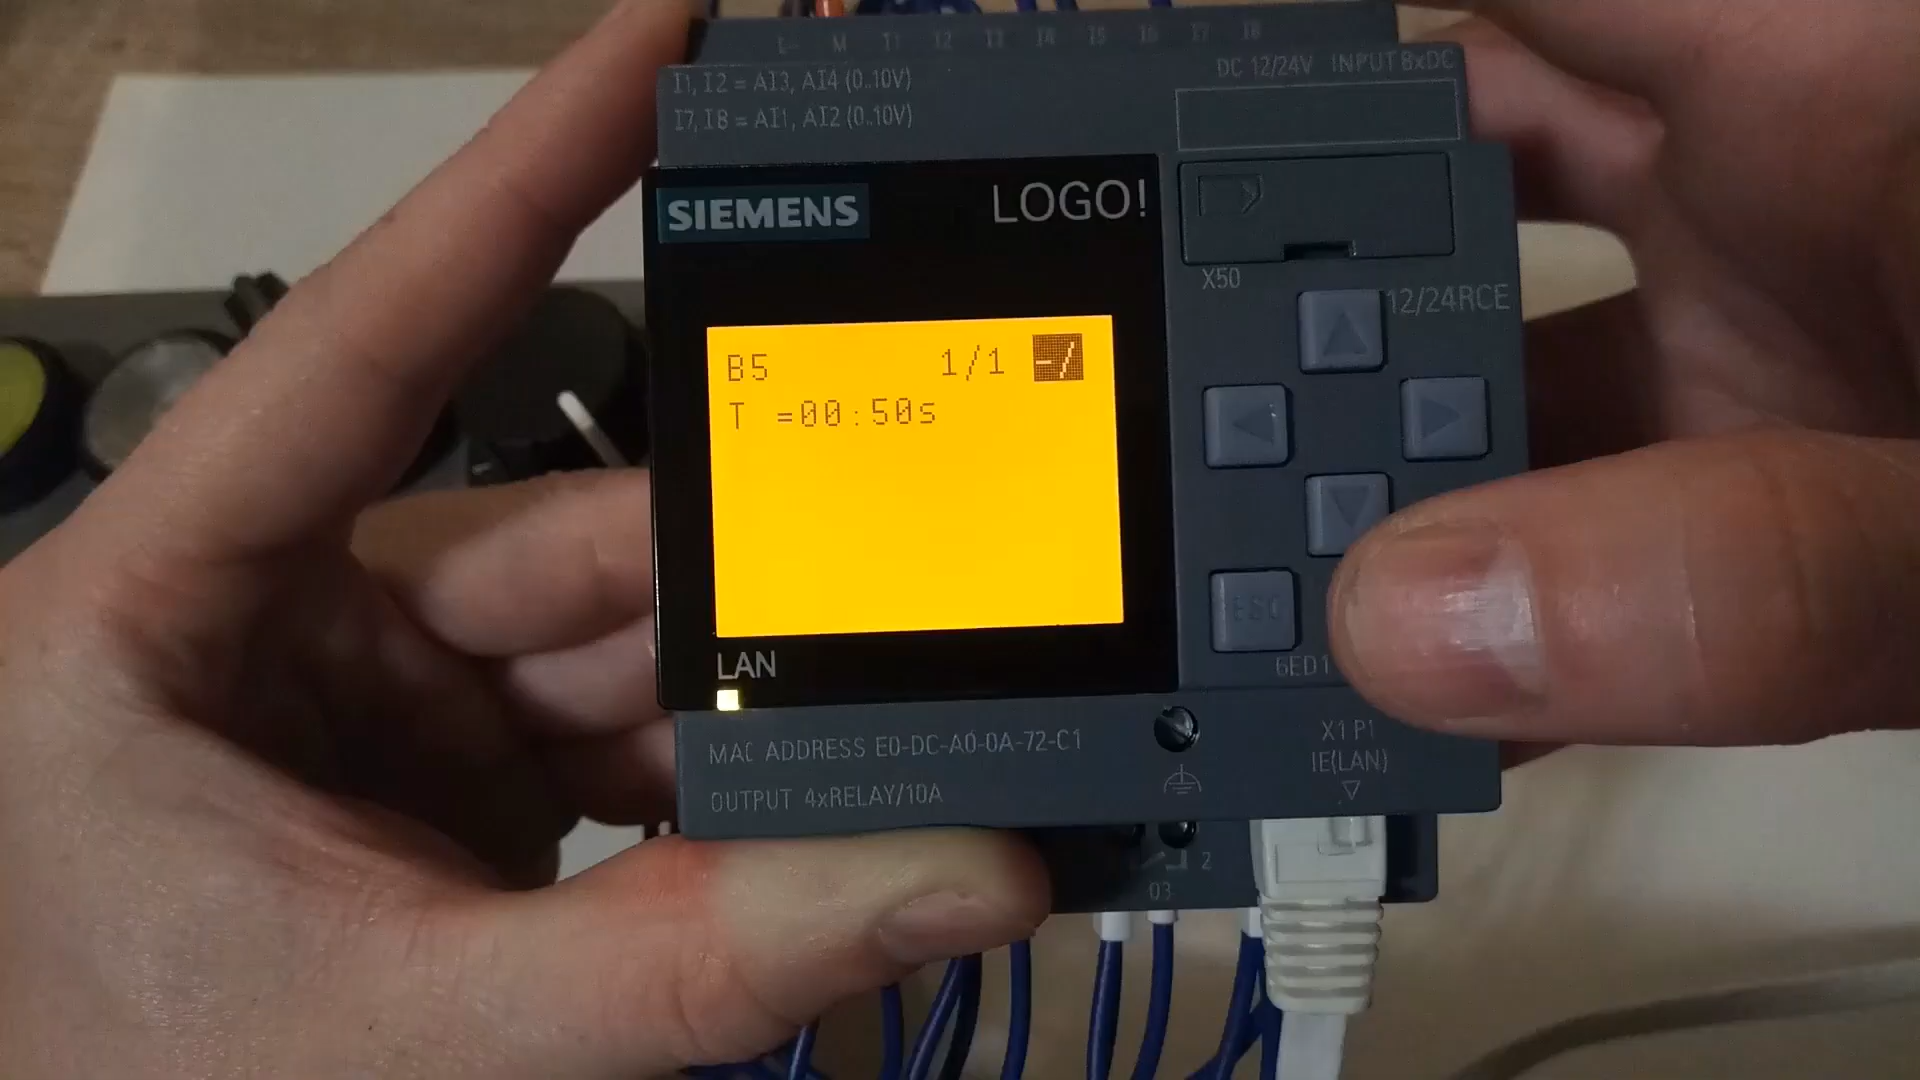 L+ M I1 I2 I3 I4 I5 I6 I7 I8
I1, I2 = AI3, AI4 (0..10V)
I7, I8 = AI1, AI2 (0..10V)
DC 12/24V INPUT 8xDC
SIEMENS
LOGO!
X50
12/24RCE
B5 1/1 -/
T =00:50s
ESC
6ED1
LAN
X1 P1
IE(LAN)
MAC ADDRESS E0-DC-A0-0A-72-C1
OUTPUT 4xRELAY/10A
2
Q3